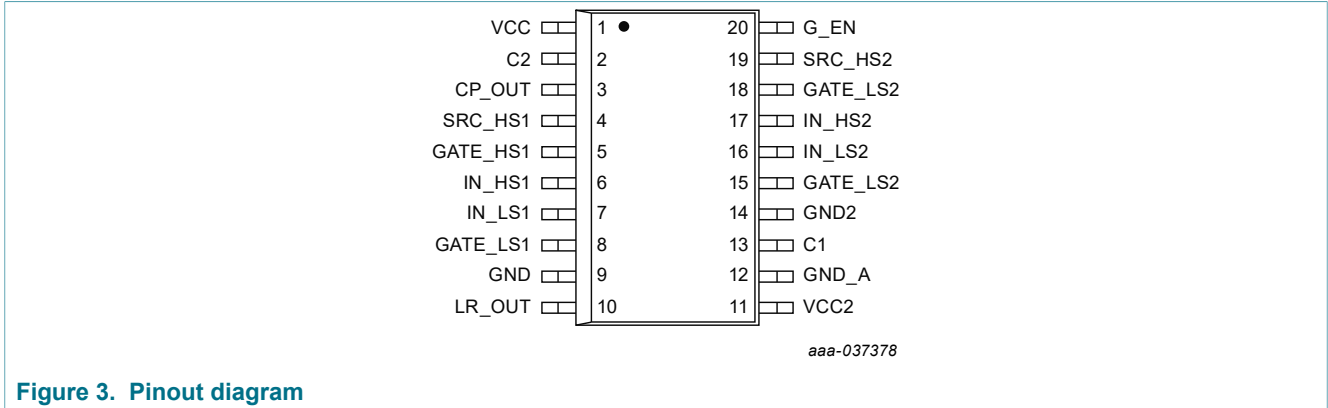 VCC 1 20 G_EN
C2 2 19 SRC_HS2
CP_OUT 3 18 GATE_LS2
SRC_HS1 4 17 IN_HS2
GATE_HS1 5 16 IN_LS2
IN_HS1 6 15 GATE_LS2
IN_LS1 7 14 GND2
GATE_LS1 8 13 C1
GND 9 12 GND_A
LR_OUT 10 11 VCC2
aaa-037378
Figure 3. Pinout diagram